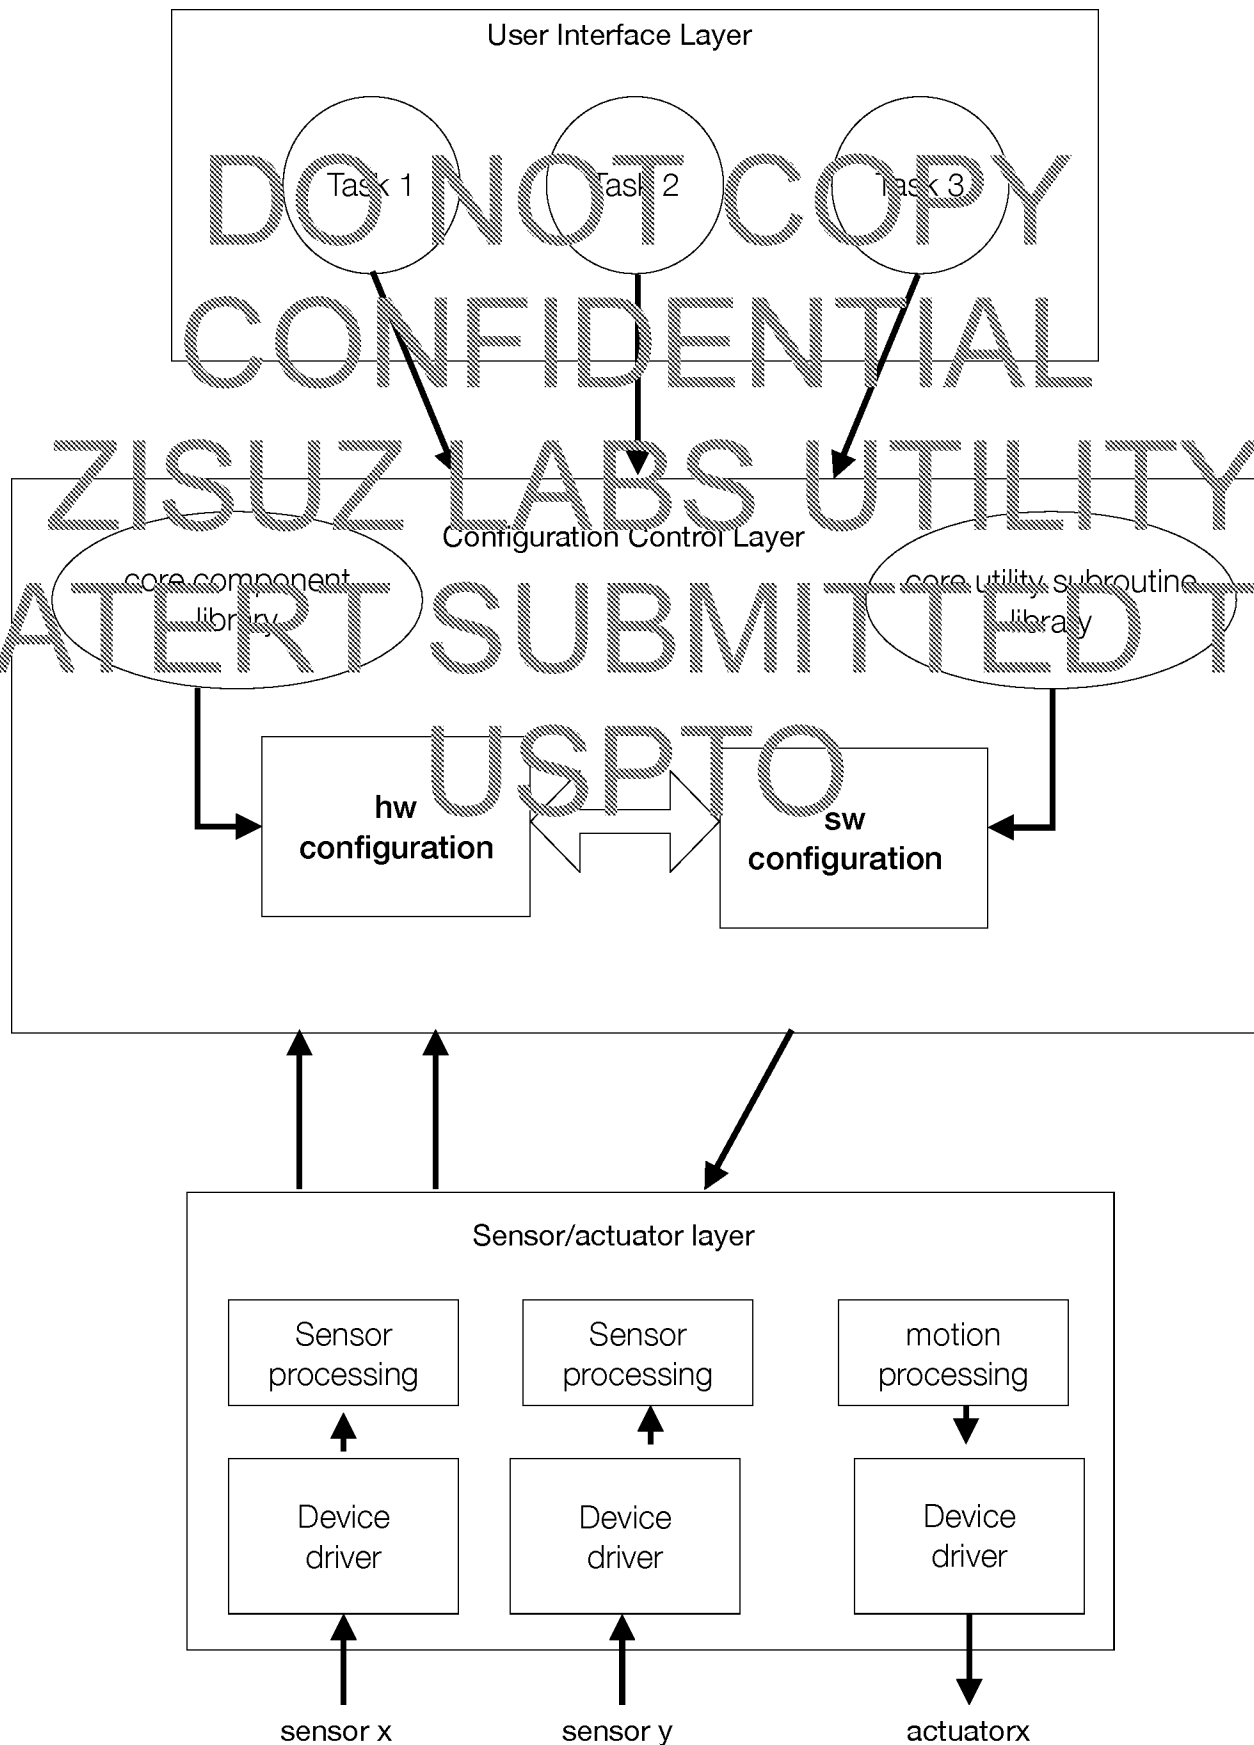 User Interface Layer
Task 1 Task 2 Task 3
DO NOT COPY
CONFIDENTIAL
ZISUZ LABS UTILITY
Configuration Control Layer
core component
library
core utility subroutine
library
ATERT SUBMITTED T
USPTO
hw
configuration
sw
configuration
Sensor/actuator layer
Sensor
processing
Sensor
processing
motion
processing
Device
driver
Device
driver
Device
driver
sensor x sensor y actuatorx